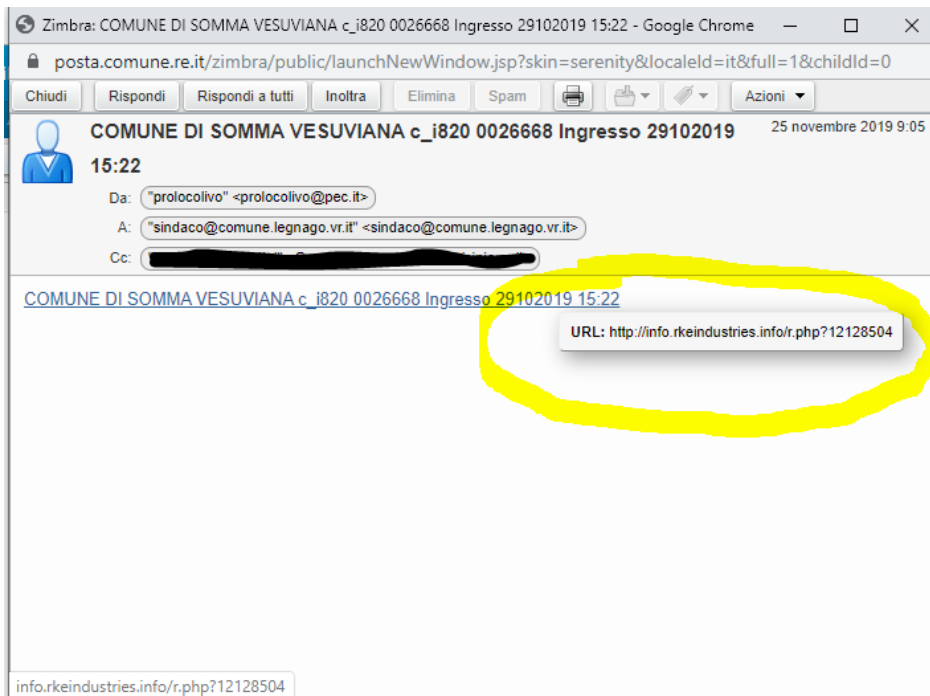 Zimbra: COMUNE DI SOMMA VESUVIANA c_i820 0026668 Ingresso 29102019 15:22 - Google Chrome
posta.comune.re.it/zimbra/public/launchNewWindow.jsp?skin=serenity&localeId=it&full=1&childId=0
Chiudi Rispondi Rispondi a tutti Inoltra Elimina Spam Azioni
COMUNE DI SOMMA VESUVIANA c_i820 0026668 Ingresso 29102019 25 novembre 2019 9:05
15:22
Da: "prolocolivo" <prolocolivo@pec.it>
A: "sindaco@comune.legnago.vr.it" <sindaco@comune.legnago.vr.it>
Cc:
COMUNE DI SOMMA VESUVIANA c_i820 0026668 Ingresso 29102019 15:22
URL: http://info.rkeindustries.info/r.php?12128504
info.rkeindustries.info/r.php?12128504